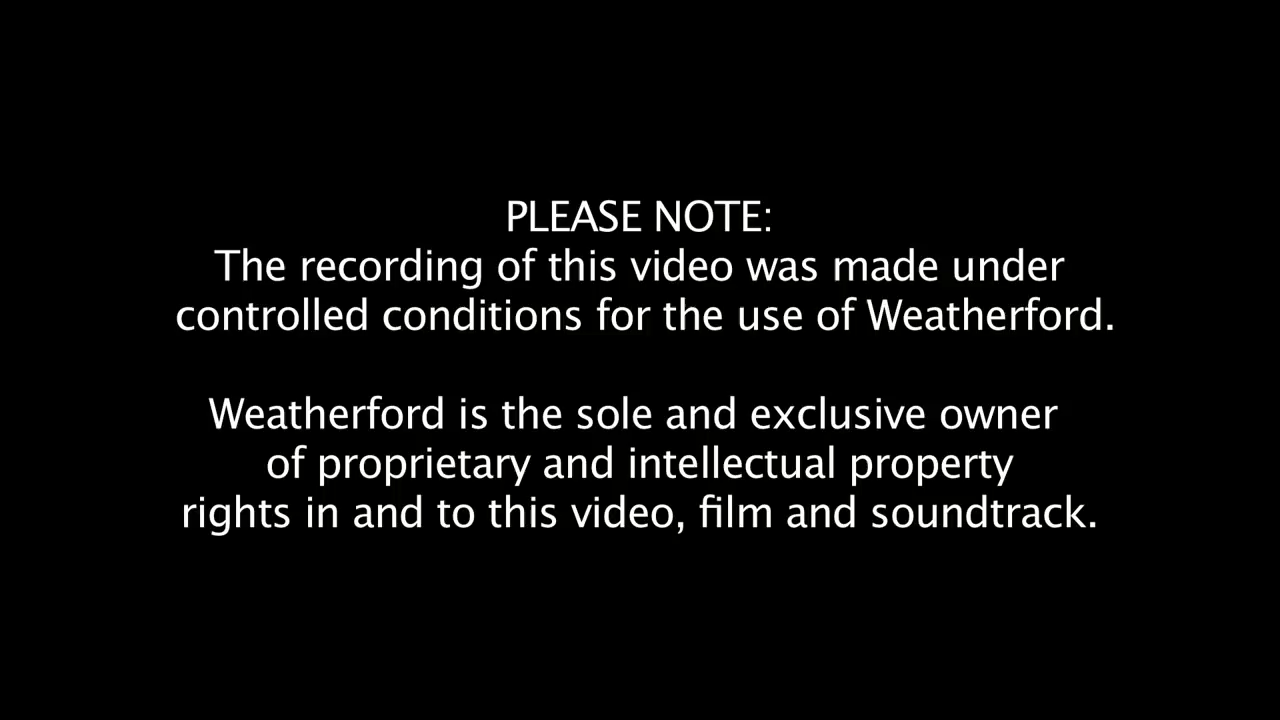 PLEASE NOTE:
The recording of this video was made under
controlled conditions for the use of Weatherford.
Weatherford is the sole and exclusive owner
of proprietary and intellectual property
rights in and to this video, film and soundtrack.